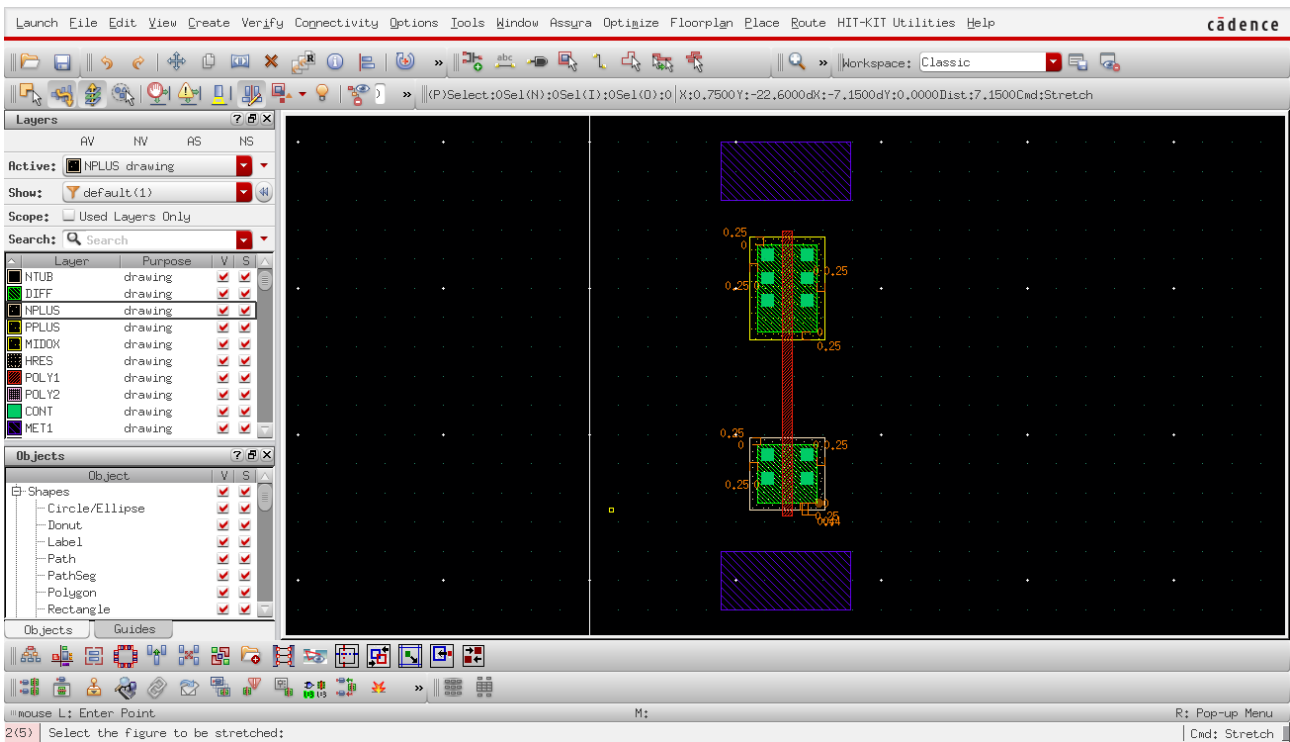 Launch File Edit View Create Verify Connectivity Options Tools Window Assura Optimize Floorplan Place Route HIT-KIT Utilities Help
cādence
abc
R
»
»
Workspace: Classic
»
(P)Select:0Sel(N):0Sel(I):0Sel(O):0 X:0.7500Y:-22.6000dX:-7.1500dY:0.0000Dist:7.1500Cmd:Stretch
Layers
AV NV AS NS
Active: NPLUS drawing
Show: default(1)
Scope: Used Layers Only
Search: Search
Layer Purpose V S
NTUB drawing
DIFF drawing
NPLUS drawing
PPLUS drawing
MIDOX drawing
HRES drawing
POLY1 drawing
POLY2 drawing
CONT drawing
MET1 drawing
Objects
Object V S
Shapes
Circle/Ellipse
Donut
Label
Path
PathSeg
Polygon
Rectangle
Objects Guides
0.25
0
0.25
0.25
0.25
0.25
0
0.25
0.25
»
mouse L: Enter Point M: R: Pop-up Menu
2(5) Select the figure to be stretched: Cmd: Stretch